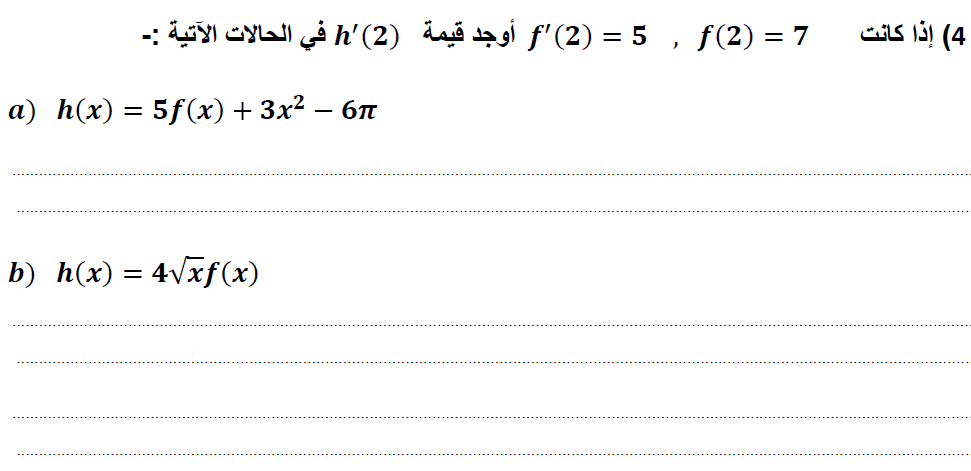 4) إذا كانت f(2) = 7 , f′(2) = 5 أوجد قيمة h′(2) في الحالات الآتية :-
a) h(x) = 5f(x) + 3x² − 6π
b) h(x) = 4√x f(x)